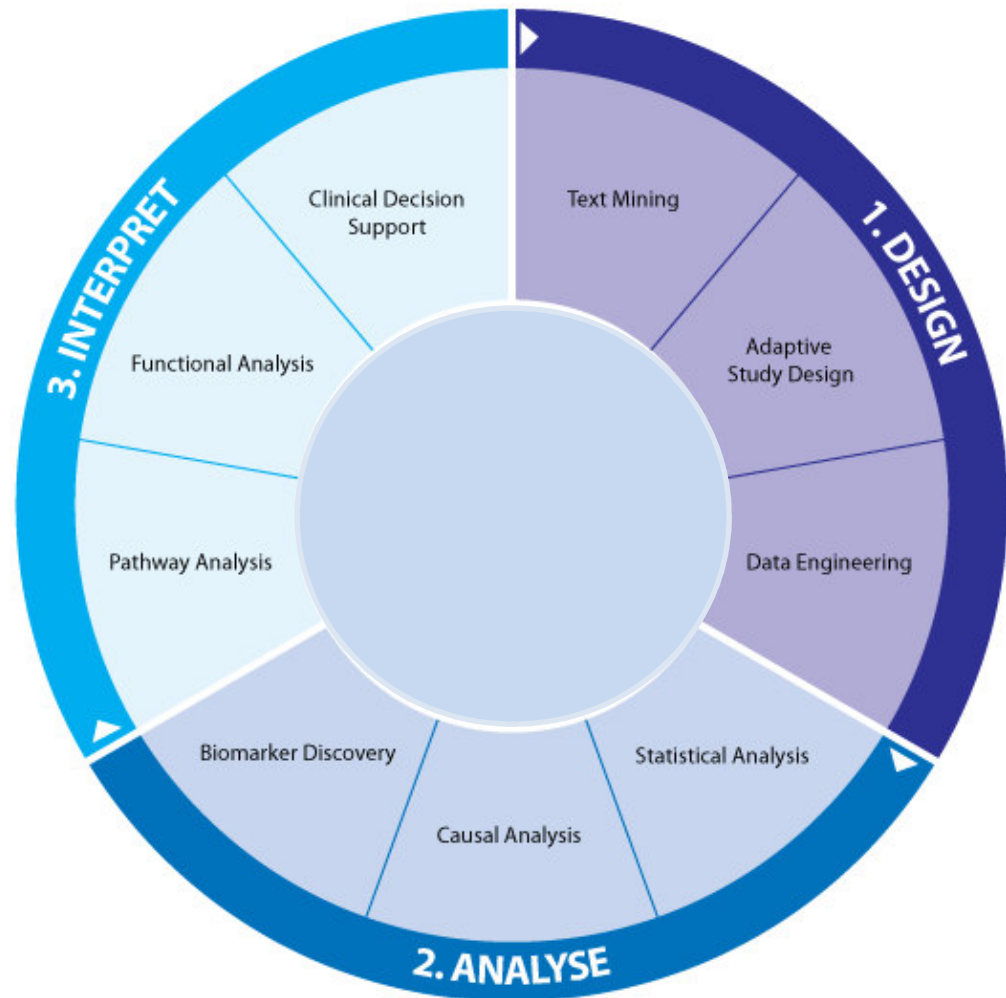 1. DESIGN
Text Mining
Adaptive
Study Design
Data Engineering
2. ANALYSE
Statistical Analysis
Causal Analysis
Biomarker Discovery
3. INTERPRET
Pathway Analysis
Functional Analysis
Clinical Decision
Support